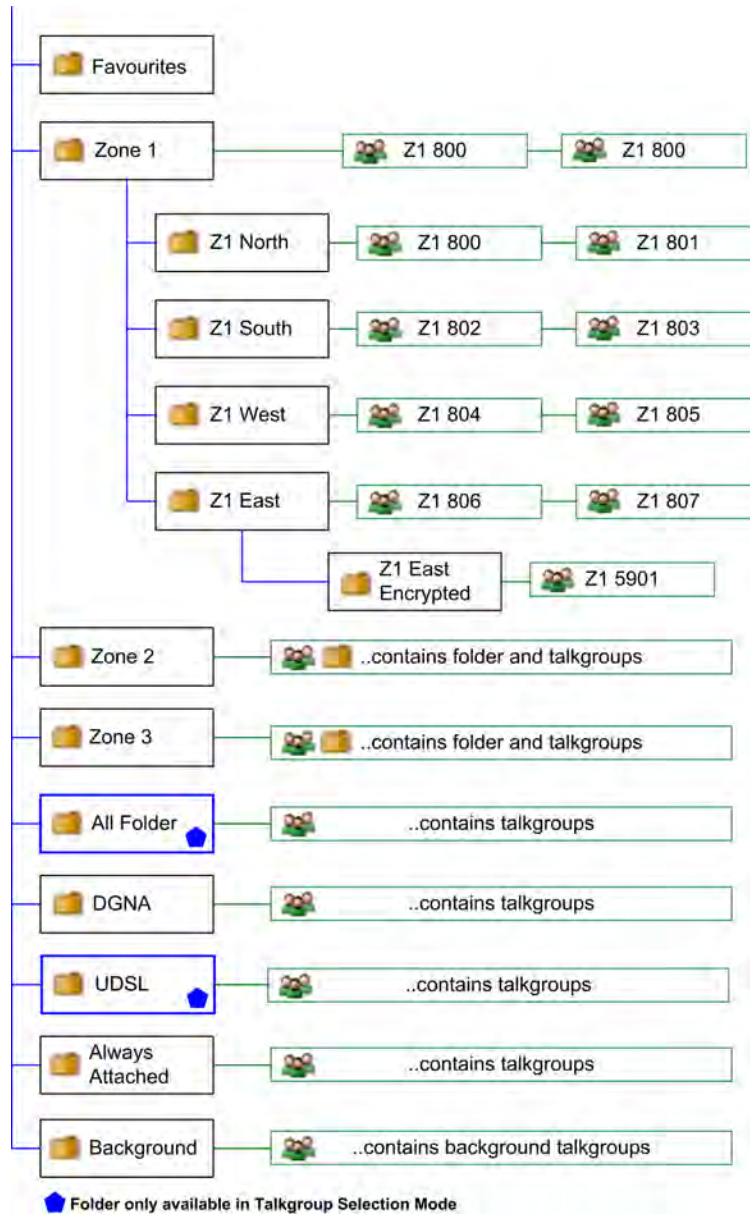 Favourites
Zone 1
Z1 800
Z1 800
Z1 North
Z1 800
Z1 801
Z1 South
Z1 802
Z1 803
Z1 West
Z1 804
Z1 805
Z1 East
Z1 806
Z1 807
Z1 East
Encrypted
Z1 5901
Zone 2
..contains folder and talkgroups
Zone 3
..contains folder and talkgroups
All Folder
..contains talkgroups
DGNA
..contains talkgroups
UDSL
..contains talkgroups
Always
Attached
..contains talkgroups
Background
..contains background talkgroups
Folder only available in Talkgroup Selection Mode